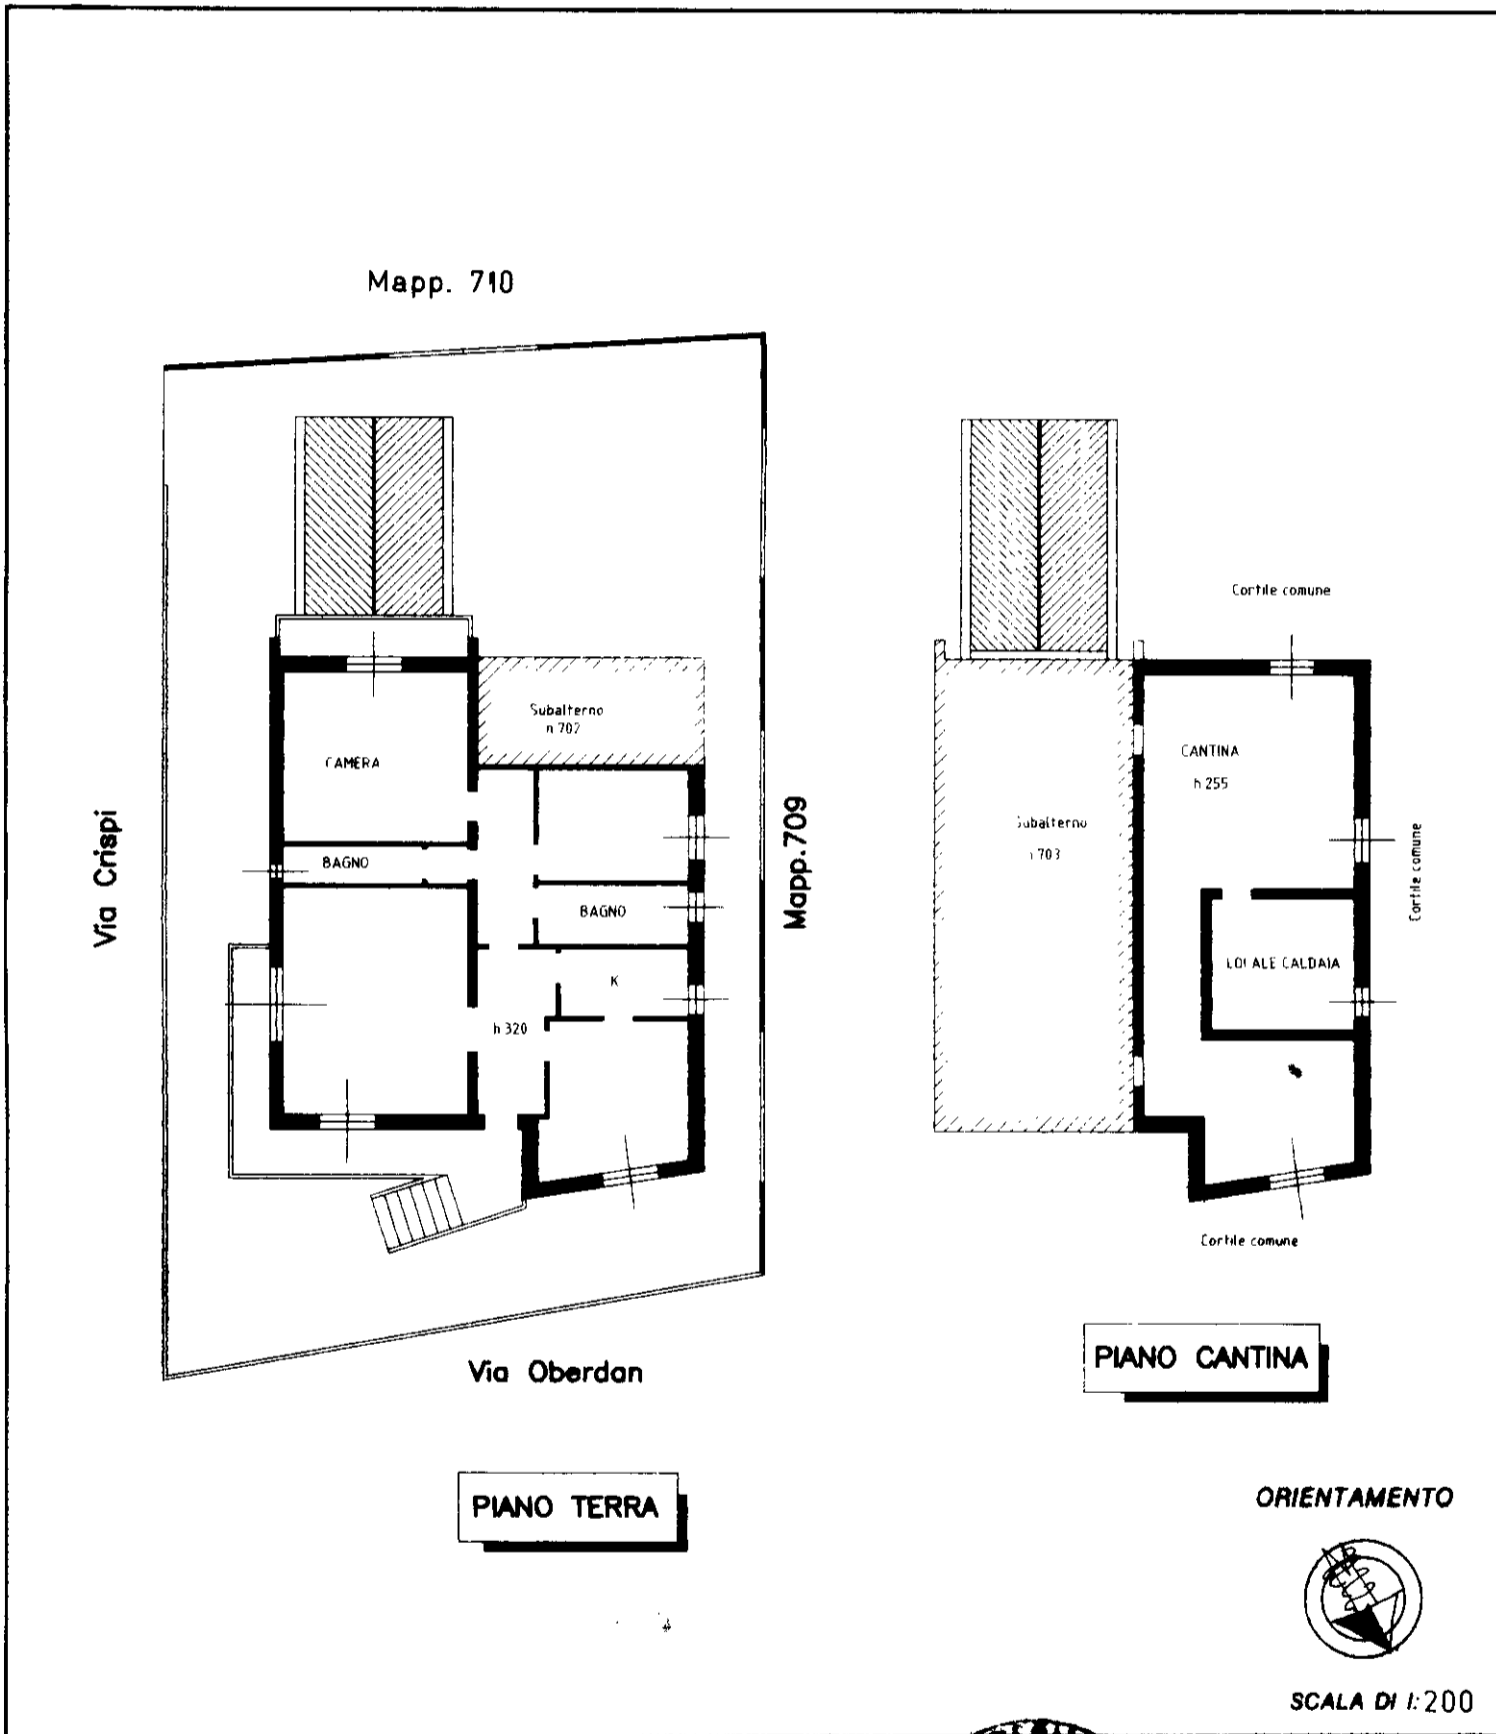 Mapp. 710
Subalterno
n 702
CAMERA
BAGNO
BAGNO
K
h 320
Via Crispi
Mapp.709
Via Oberdan
PIANO TERRA
Cortile comune
CANTINA
h 255
Subalterno
n 703
LOCALE CALDAIA
Cortile comune
Cortile comune
PIANO CANTINA
ORIENTAMENTO
SCALA DI I:200